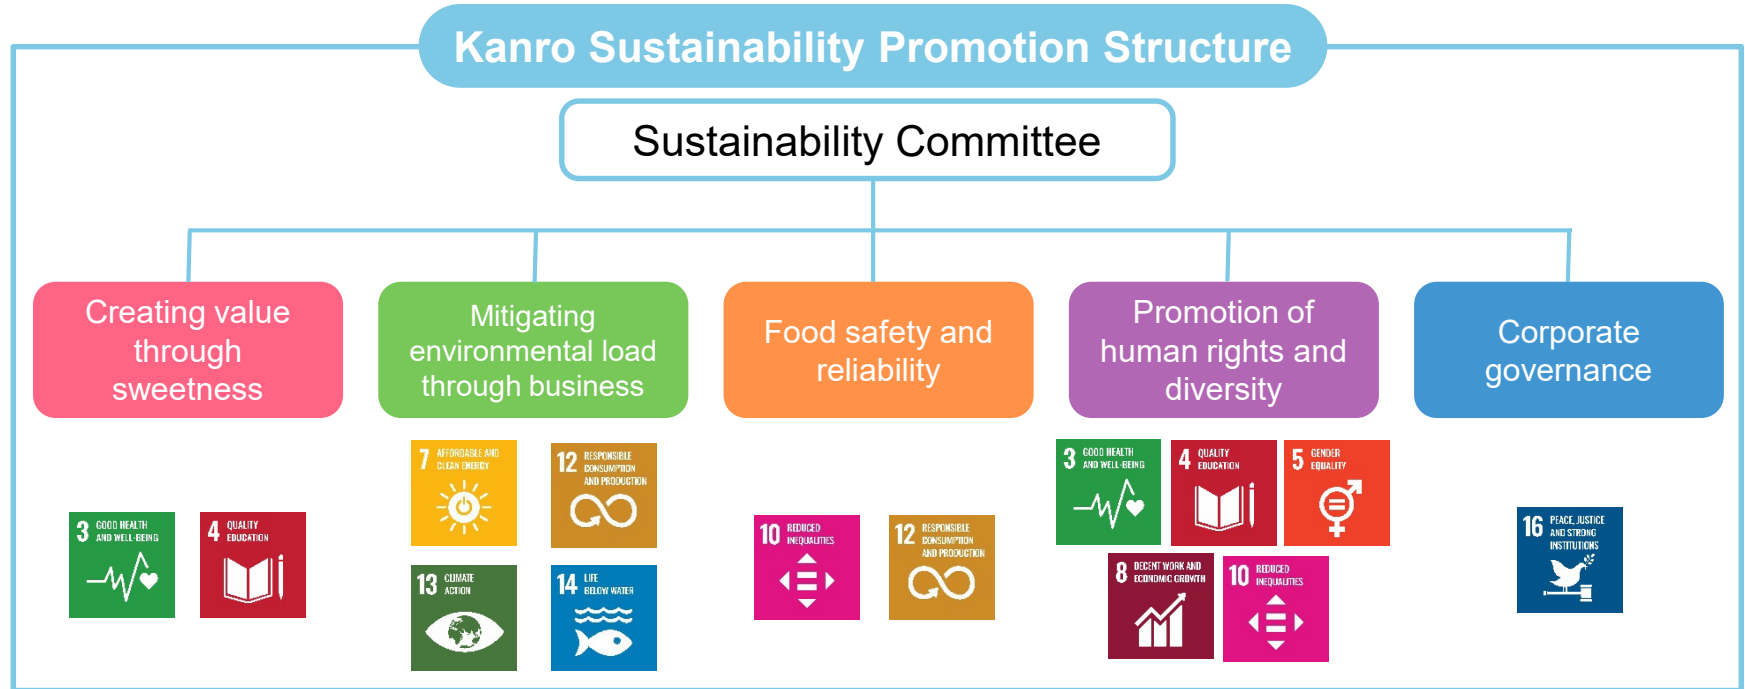 Kanro Sustainability Promotion Structure
Sustainability Committee
Creating value
through
sweetness
Mitigating
environmental load
through business
Food safety and
reliability
Promotion of
human rights and
diversity
Corporate
governance
3 GOOD HEALTH
AND WELL-BEING
4 QUALITY
EDUCATION
7 AFFORDABLE AND
CLEAN ENERGY
12 RESPONSIBLE
CONSUMPTION
AND PRODUCTION
13 CLIMATE
ACTION
14 LIFE
BELOW WATER
10 REDUCED
INEQUALITIES
12 RESPONSIBLE
CONSUMPTION
AND PRODUCTION
3 GOOD HEALTH
AND WELL-BEING
4 QUALITY
EDUCATION
5 GENDER
EQUALITY
8 DECENT WORK AND
ECONOMIC GROWTH
10 REDUCED
INEQUALITIES
16 PEACE, JUSTICE
AND STRONG
INSTITUTIONS